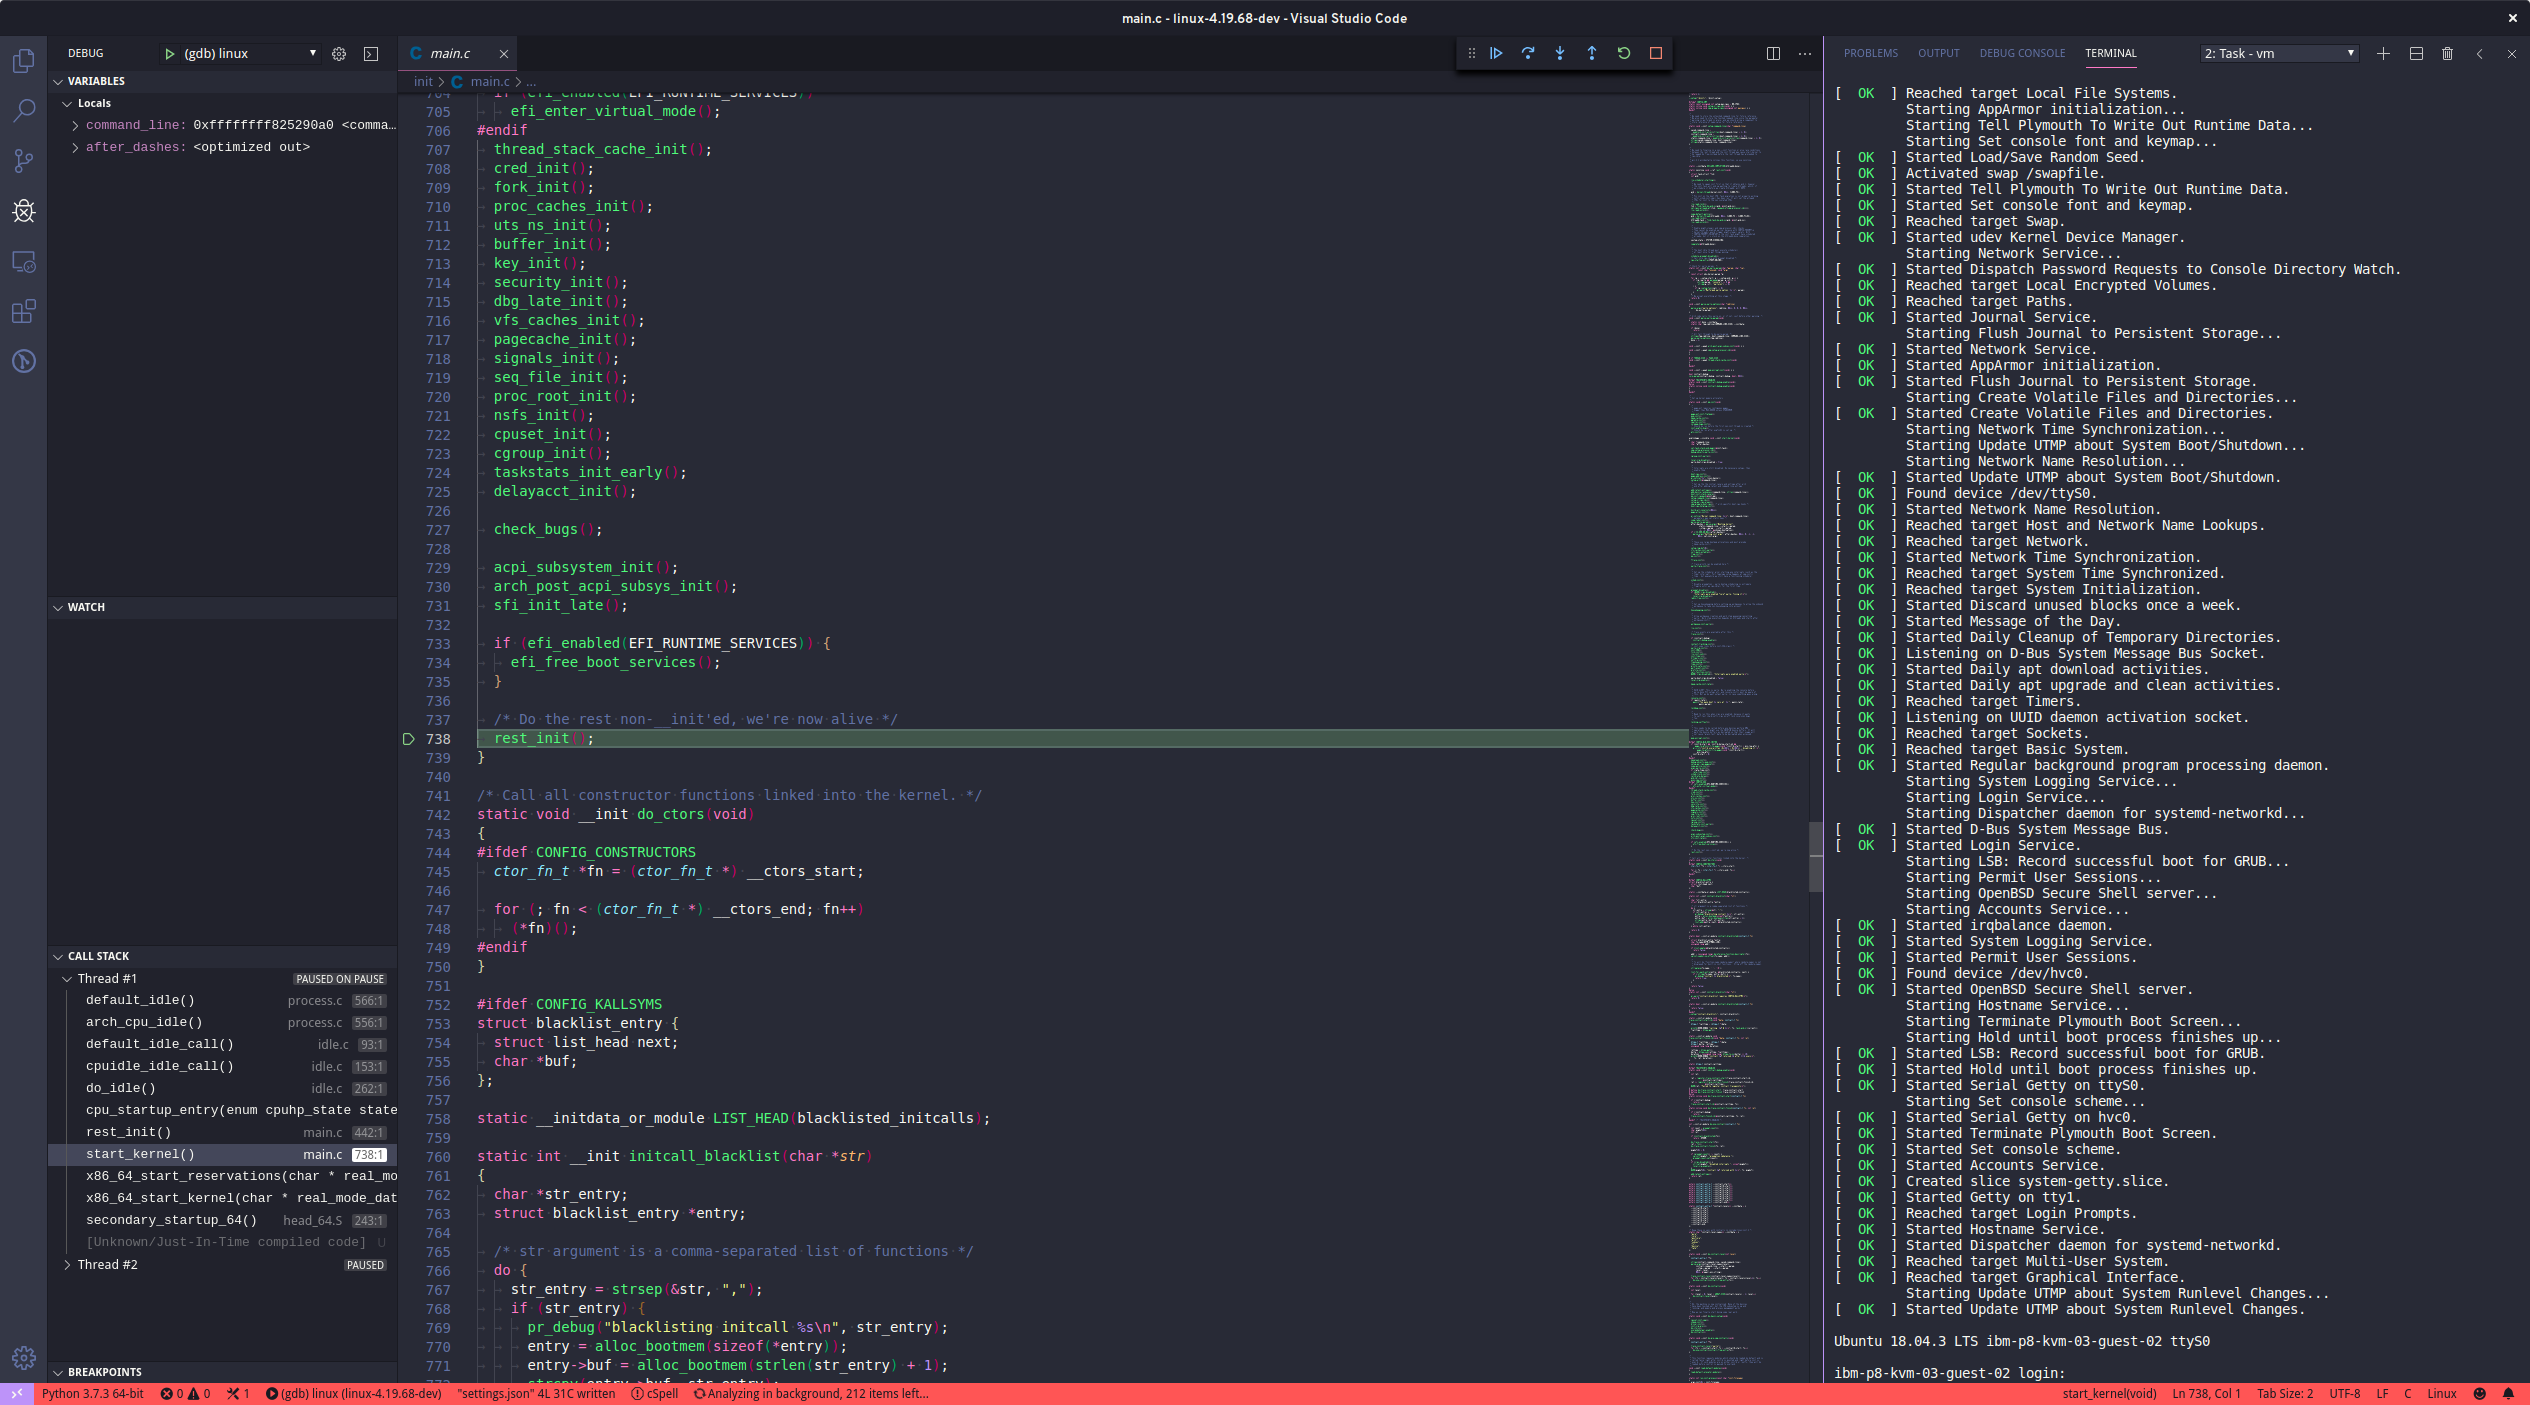 main.c - linux-4.19.68-dev - Visual Studio Code
DEBUG
(gdb) linux
VARIABLES
Locals
command_line: 0xffffffff825290a0 <comma…
after_dashes: <optimized out>
WATCH
CALL STACK
Thread #1 PAUSED ON PAUSE
default_idle() process.c 566:1
arch_cpu_idle() process.c 556:1
default_idle_call() idle.c 93:1
cpuidle_idle_call() idle.c 153:1
do_idle() idle.c 262:1
cpu_startup_entry(enum cpuhp_state state
rest_init() main.c 442:1
start_kernel() main.c 738:1
x86_64_start_reservations(char * real_mo
x86_64_start_kernel(char * real_mode_dat
secondary_startup_64() head_64.S 243:1
[Unknown/Just-In-Time compiled code] U
Thread #2 PAUSED
BREAKPOINTS
C main.c
init > C main.c > ...
704 if (efi_enabled(EFI_RUNTIME_SERVICES))
705 efi_enter_virtual_mode();
706 #endif
707 thread_stack_cache_init();
708 cred_init();
709 fork_init();
710 proc_caches_init();
711 uts_ns_init();
712 buffer_init();
713 key_init();
714 security_init();
715 dbg_late_init();
716 vfs_caches_init();
717 pagecache_init();
718 signals_init();
719 seq_file_init();
720 proc_root_init();
721 nsfs_init();
722 cpuset_init();
723 cgroup_init();
724 taskstats_init_early();
725 delayacct_init();
726
727 check_bugs();
728
729 acpi_subsystem_init();
730 arch_post_acpi_subsys_init();
731 sfi_init_late();
732
733 if (efi_enabled(EFI_RUNTIME_SERVICES)) {
734 efi_free_boot_services();
735 }
736
737 /* Do the rest non-__init'ed, we're now alive */
738 rest_init();
739 }
740
741 /* Call all constructor functions linked into the kernel. */
742 static void __init do_ctors(void)
743 {
744 #ifdef CONFIG_CONSTRUCTORS
745 ctor_fn_t *fn = (ctor_fn_t *) __ctors_start;
746
747 for (; fn < (ctor_fn_t *) __ctors_end; fn++)
748 (*fn)();
749 #endif
750 }
751
752 #ifdef CONFIG_KALLSYMS
753 struct blacklist_entry {
754 struct list_head next;
755 char *buf;
756 };
757
758 static __initdata_or_module LIST_HEAD(blacklisted_initcalls);
759
760 static int __init initcall_blacklist(char *str)
761 {
762 char *str_entry;
763 struct blacklist_entry *entry;
764
765 /* str argument is a comma-separated list of functions */
766 do {
767 str_entry = strsep(&str, ",");
768 if (str_entry) {
769 pr_debug("blacklisting initcall %s\n", str_entry);
770 entry = alloc_bootmem(sizeof(*entry));
771 entry->buf = alloc_bootmem(strlen(str_entry) + 1);
772 strcpy(entry->buf, str_entry);
PROBLEMS OUTPUT DEBUG CONSOLE TERMINAL 2: Task - vm
[ OK ] Reached target Local File Systems.
Starting AppArmor initialization...
Starting Tell Plymouth To Write Out Runtime Data...
Starting Set console font and keymap...
[ OK ] Started Load/Save Random Seed.
[ OK ] Activated swap /swapfile.
[ OK ] Started Tell Plymouth To Write Out Runtime Data.
[ OK ] Started Set console font and keymap.
[ OK ] Reached target Swap.
[ OK ] Started udev Kernel Device Manager.
Starting Network Service...
[ OK ] Started Dispatch Password Requests to Console Directory Watch.
[ OK ] Reached target Local Encrypted Volumes.
[ OK ] Reached target Paths.
[ OK ] Started Journal Service.
Starting Flush Journal to Persistent Storage...
[ OK ] Started Network Service.
[ OK ] Started AppArmor initialization.
[ OK ] Started Flush Journal to Persistent Storage.
Starting Create Volatile Files and Directories...
[ OK ] Started Create Volatile Files and Directories.
Starting Network Time Synchronization...
Starting Update UTMP about System Boot/Shutdown...
Starting Network Name Resolution...
[ OK ] Started Update UTMP about System Boot/Shutdown.
[ OK ] Found device /dev/ttyS0.
[ OK ] Started Network Name Resolution.
[ OK ] Reached target Host and Network Name Lookups.
[ OK ] Reached target Network.
[ OK ] Started Network Time Synchronization.
[ OK ] Reached target System Time Synchronized.
[ OK ] Reached target System Initialization.
[ OK ] Started Discard unused blocks once a week.
[ OK ] Started Message of the Day.
[ OK ] Started Daily Cleanup of Temporary Directories.
[ OK ] Listening on D-Bus System Message Bus Socket.
[ OK ] Started Daily apt download activities.
[ OK ] Started Daily apt upgrade and clean activities.
[ OK ] Reached target Timers.
[ OK ] Listening on UUID daemon activation socket.
[ OK ] Reached target Sockets.
[ OK ] Reached target Basic System.
[ OK ] Started Regular background program processing daemon.
Starting System Logging Service...
Starting Login Service...
Starting Dispatcher daemon for systemd-networkd...
[ OK ] Started D-Bus System Message Bus.
[ OK ] Started Login Service.
Starting LSB: Record successful boot for GRUB...
Starting Permit User Sessions...
Starting OpenBSD Secure Shell server...
Starting Accounts Service...
[ OK ] Started irqbalance daemon.
[ OK ] Started System Logging Service.
[ OK ] Started Permit User Sessions.
[ OK ] Found device /dev/hvc0.
[ OK ] Started OpenBSD Secure Shell server.
Starting Hostname Service...
Starting Terminate Plymouth Boot Screen...
Starting Hold until boot process finishes up...
[ OK ] Started LSB: Record successful boot for GRUB.
[ OK ] Started Hold until boot process finishes up.
[ OK ] Started Serial Getty on ttyS0.
Starting Set console scheme...
[ OK ] Started Serial Getty on hvc0.
[ OK ] Started Terminate Plymouth Boot Screen.
[ OK ] Started Set console scheme.
[ OK ] Started Accounts Service.
[ OK ] Created slice system-getty.slice.
[ OK ] Started Getty on tty1.
[ OK ] Reached target Login Prompts.
[ OK ] Started Hostname Service.
[ OK ] Started Dispatcher daemon for systemd-networkd.
[ OK ] Reached target Multi-User System.
[ OK ] Reached target Graphical Interface.
Starting Update UTMP about System Runlevel Changes...
[ OK ] Started Update UTMP about System Runlevel Changes.
Ubuntu 18.04.3 LTS ibm-p8-kvm-03-guest-02 ttyS0
ibm-p8-kvm-03-guest-02 login:
Python 3.7.3 64-bit 0 0 1 (gdb) linux (linux-4.19.68-dev) "settings.json" 4L 31C written cSpell Analyzing in background, 212 items left... start_kernel(void) Ln 738, Col 1 Tab Size: 2 UTF-8 LF C Linux